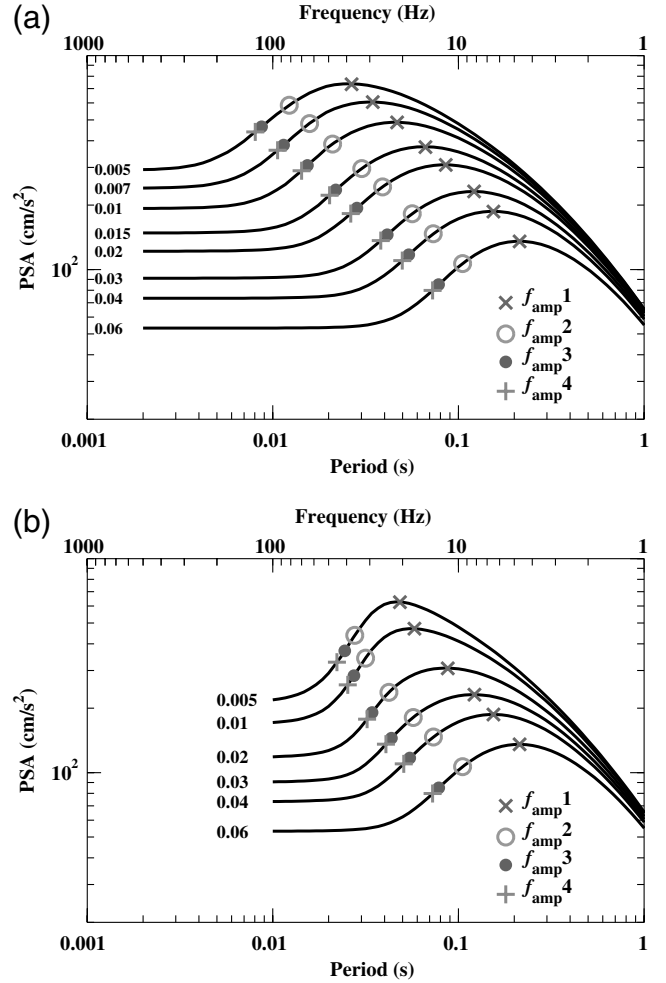 (a)
Frequency (Hz)
1000 100 10 1
PSA (cm/s²)
10²
0.005
0.007
0.01
0.015
0.02
0.03
0.04
0.06
f_amp1
f_amp2
f_amp3
f_amp4
0.001 0.01 0.1 1
Period (s)
(b)
Frequency (Hz)
1000 100 10 1
PSA (cm/s²)
10²
0.005
0.01
0.02
0.03
0.04
0.06
f_amp1
f_amp2
f_amp3
f_amp4
0.001 0.01 0.1 1
Period (s)